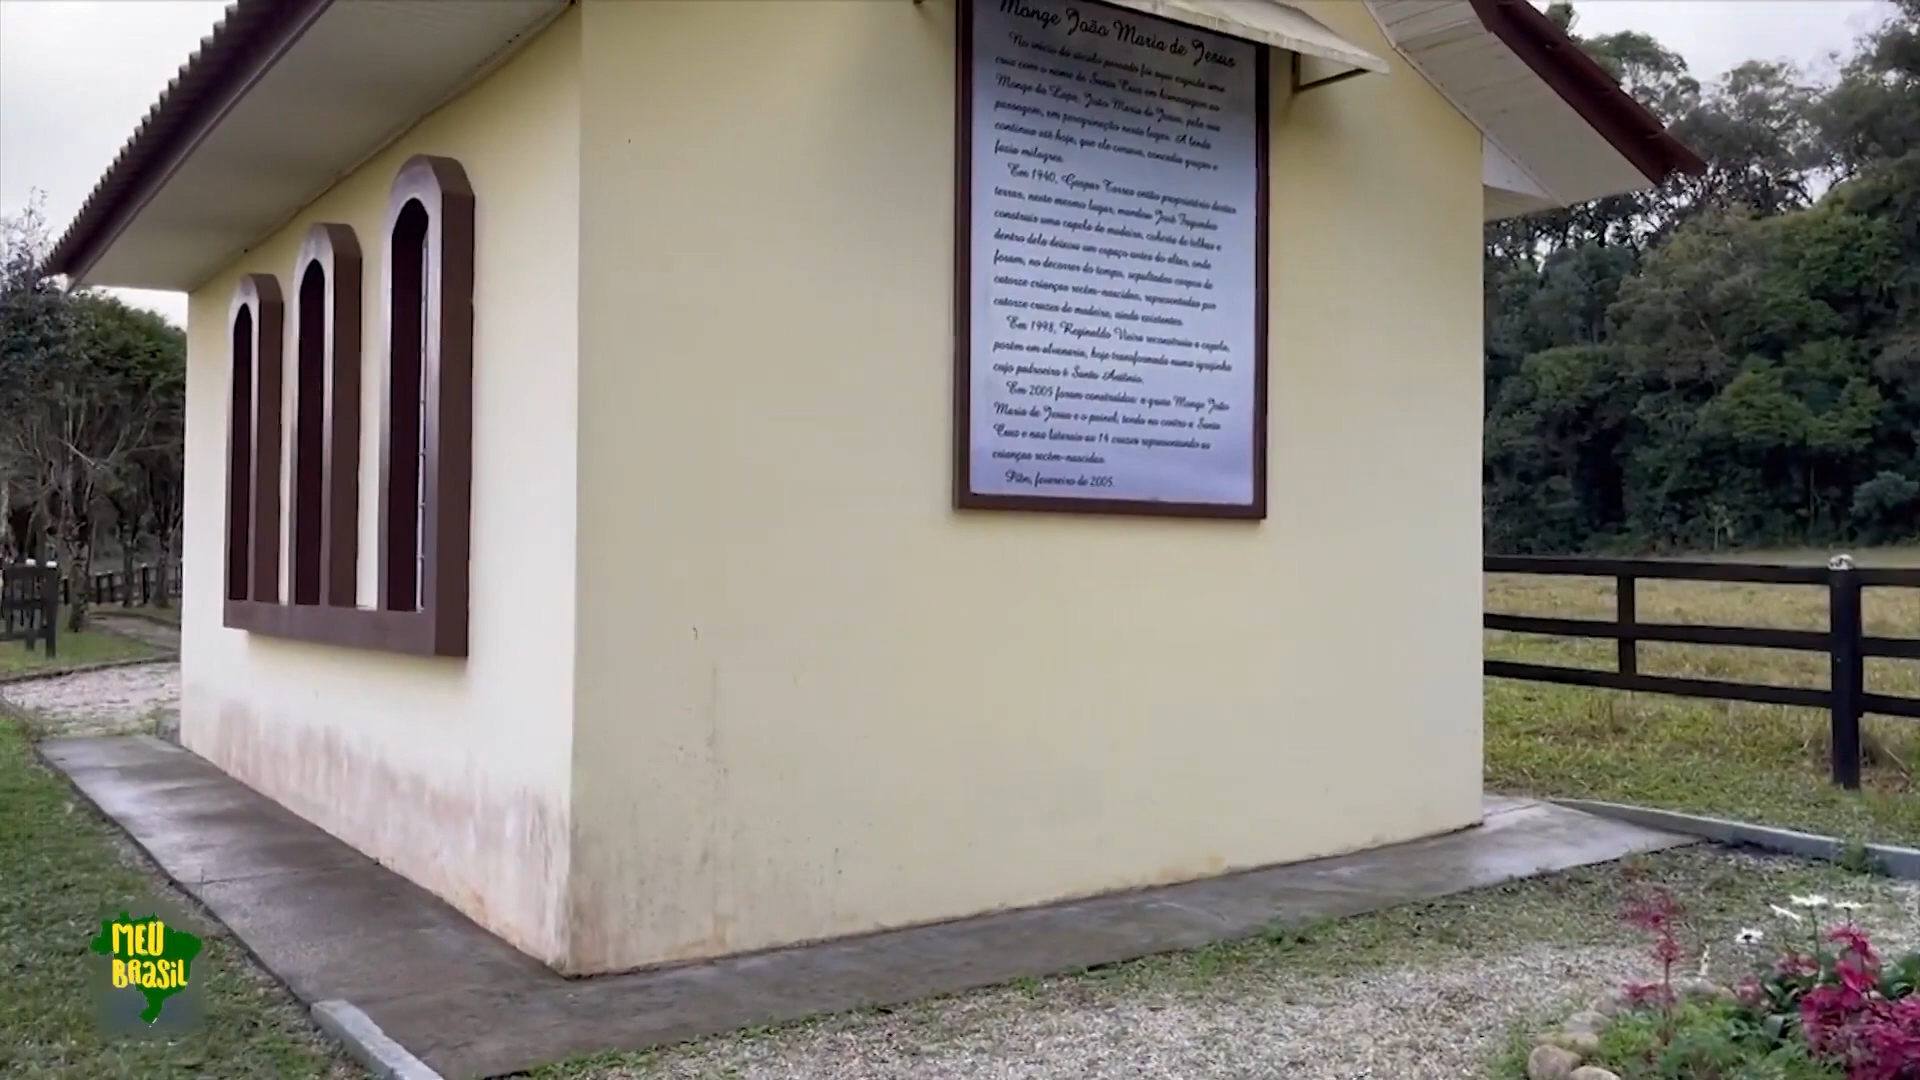 Monge João Maria de Jesus
No início do século passado foi aqui erguida uma
cruz com o nome de Santa Cruz em homenagem ao
Monge da Lapa, João Maria de Jesus, pela sua
passagem, em peregrinação neste lugar. A lenda
continua até hoje, que ele curava, concedia graças e
fazia milagres.
Em 1940, Gaspar Torres então proprietário destas
terras, neste mesmo lugar, mandou José Fagundes
construir uma capela de madeira, coberta de telhas e
dentro dela deixou um espaço antes do altar, onde
foram, no decorrer do tempo, sepultados corpos de
catorze crianças recém-nascidas, representadas por
catorze cruzes de madeira, ainda existentes.
Em 1998, Reginaldo Vieira reconstruiu a capela,
porém em alvenaria, hoje transformada numa igrejinha
cujo padroeiro é Santo Antônio.
Em 2005 foram construídos: a gruta Monge João
Maria de Jesus e o painel, tendo no centro a Santa
Cruz e nas laterais as 14 cruzes representando as
crianças recém-nascidas.
Piên, fevereiro de 2005.
MEU
BRASIL